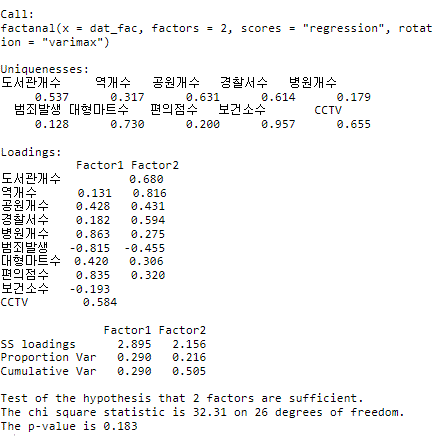 Call:
factanal(x = dat_fac, factors = 2, scores = "regression", rotat
ion = "varimax")
Uniquenesses:
도서관개수 역개수 공원개수 경찰서수 병원개수
0.537 0.317 0.631 0.614 0.179
범죄발생 대형마트수 편의점수 보건소수 CCTV
0.128 0.730 0.200 0.957 0.655
Loadings:
Factor1 Factor2
도서관개수 0.680
역개수 0.131 0.816
공원개수 0.428 0.431
경찰서수 0.182 0.594
병원개수 0.863 0.275
범죄발생 -0.815 -0.455
대형마트수 0.420 0.306
편의점수 0.835 0.320
보건소수 -0.193
CCTV 0.584
Factor1 Factor2
SS loadings 2.895 2.156
Proportion Var 0.290 0.216
Cumulative Var 0.290 0.505
Test of the hypothesis that 2 factors are sufficient.
The chi square statistic is 32.31 on 26 degrees of freedom.
The p-value is 0.183